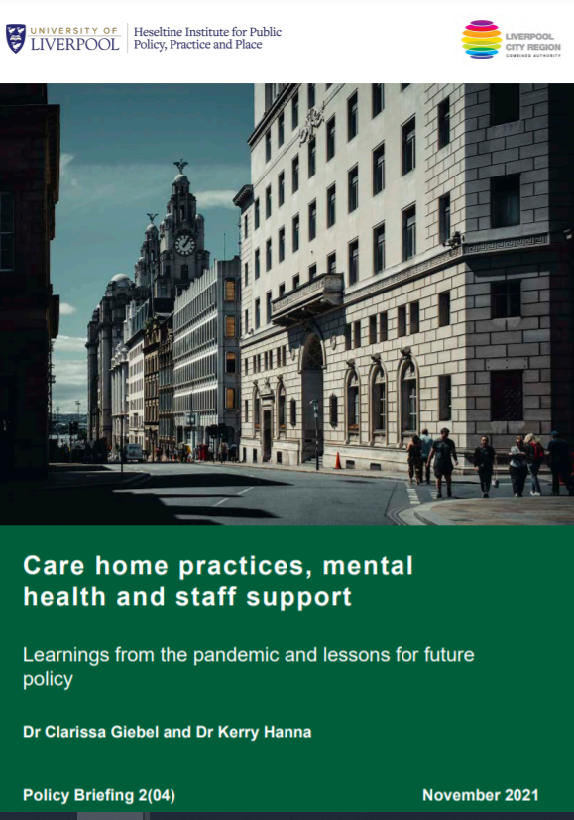 UNIVERSITY OF
LIVERPOOL
Heseltine Institute for Public
Policy, Practice and Place
LIVERPOOL
CITY REGION
COMBINED AUTHORITY
Care home practices, mental
health and staff support
Learnings from the pandemic and lessons for future
policy
Dr Clarissa Giebel and Dr Kerry Hanna
Policy Briefing 2(04)
November 2021